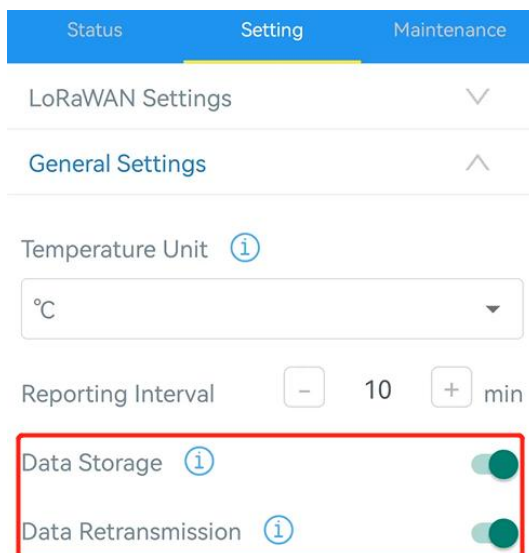 Status Setting Maintenance
LoRaWAN Settings
General Settings
Temperature Unit i
℃
Reporting Interval - 10 + min
Data Storage i
Data Retransmission i